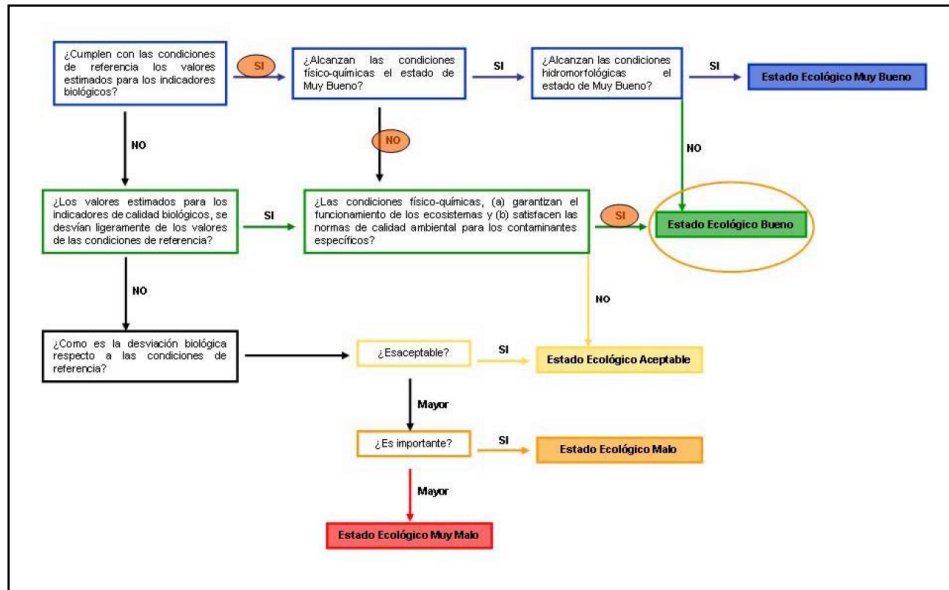 ¿Cumplen con las condiciones
de referencia los valores
estimados para los indicadores
biológicos?
SI
¿Alcanzan las condiciones
físico-químicas el estado de
Muy Bueno?
SI
¿Alcanzan las condiciones
hidromorfológicas el
estado de Muy Bueno?
SI
Estado Ecológico Muy Bueno
NO
NO
NO
¿Los valores estimados para los
indicadores de calidad biológicos, se
desvían ligeramente de los valores
de las condiciones de referencia?
SI
¿Las condiciones físico-químicas, (a) garantizan el
funcionamiento de los ecosistemas y (b) satisfacen las
normas de calidad ambiental para los contaminantes
específicos?
SI
Estado Ecológico Bueno
NO
NO
¿Como es la desviación biológica
respecto a las condiciones de
referencia?
¿Esaceptable?
SI
Estado Ecológico Aceptable
Mayor
¿Es importante?
SI
Estado Ecológico Malo
Mayor
Estado Ecológico Muy Malo